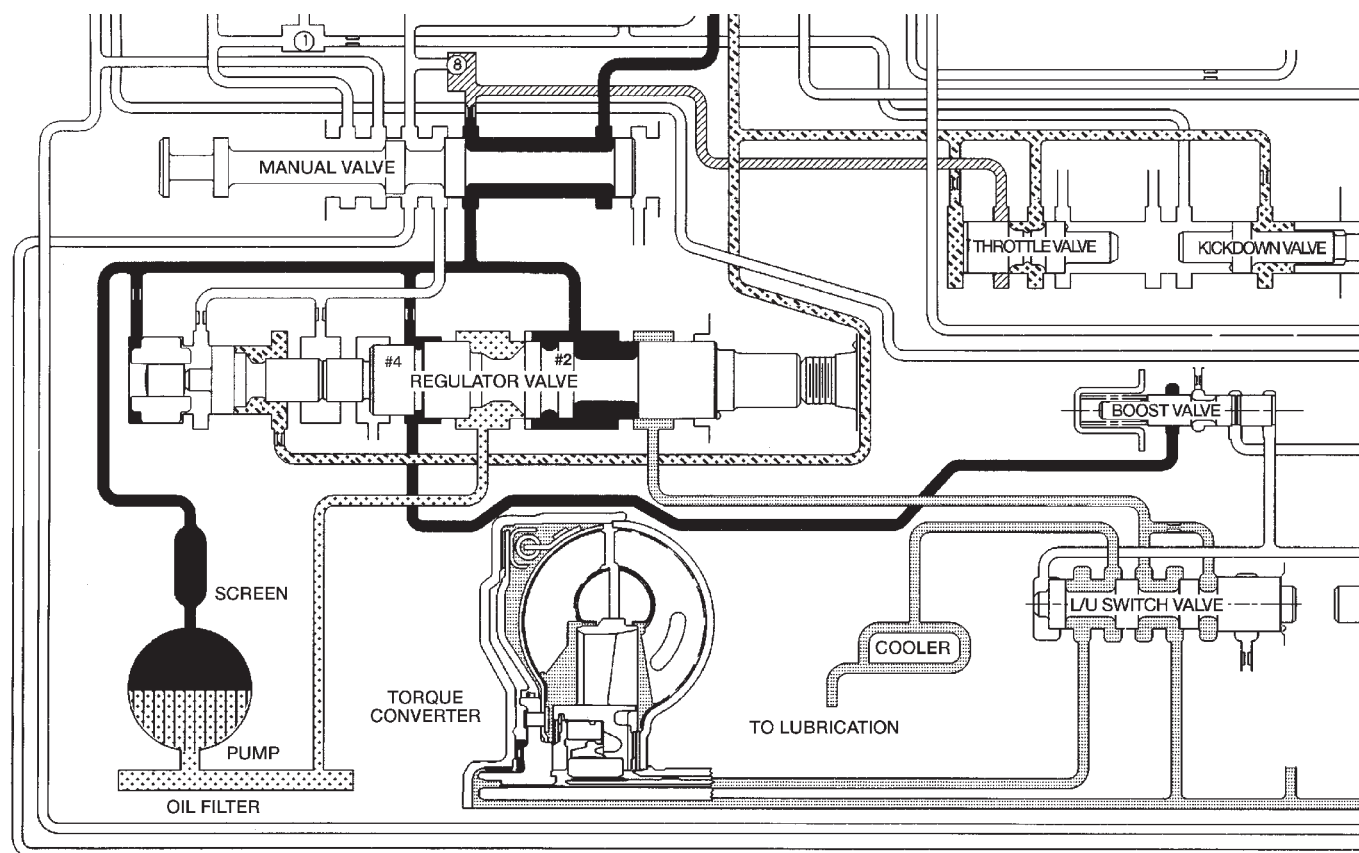 1
8
MANUAL VALVE
THROTTLE VALVE
KICKDOWN VALVE
#4
#2
REGULATOR VALVE
BOOST VALVE
SCREEN
L/U SWITCH VALVE
COOLER
TORQUE
CONVERTER
TO LUBRICATION
PUMP
OIL FILTER